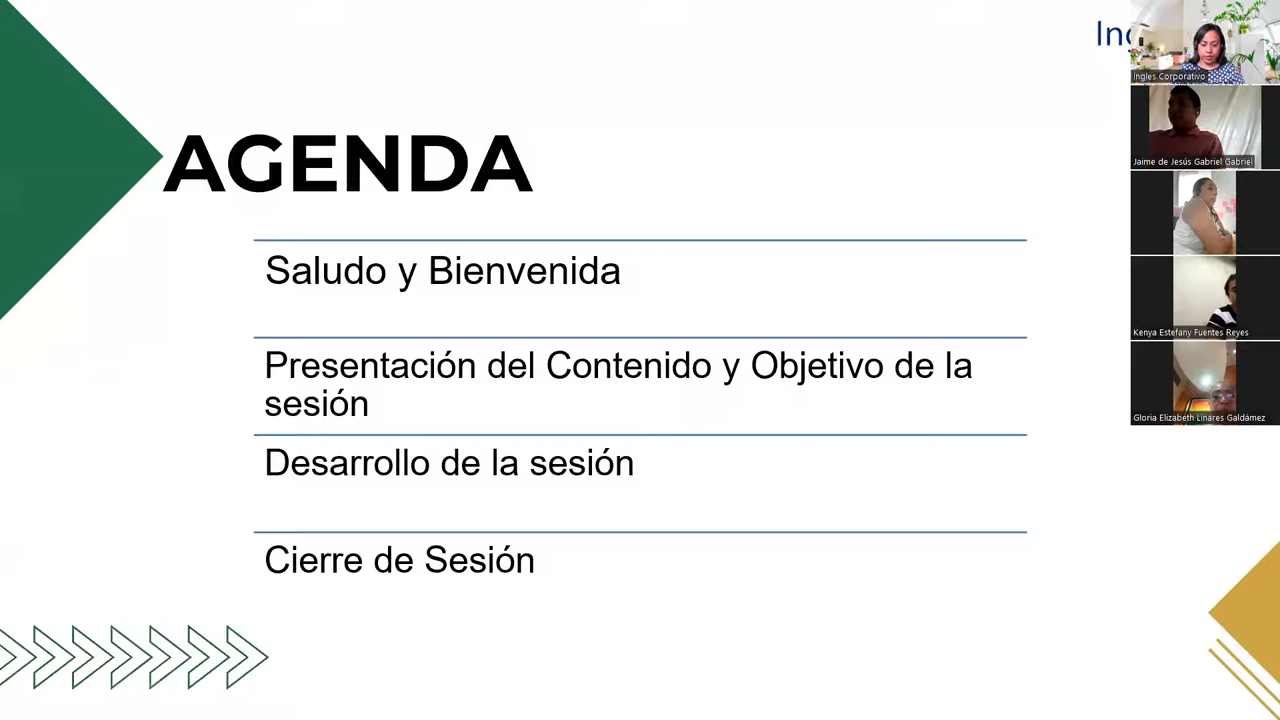 AGENDA
Saludo y Bienvenida
Presentación del Contenido y Objetivo de la
sesión
Desarrollo de la sesión
Cierre de Sesión
Ingles Corporativo
Jaime de Jesús Gabriel Gabriel
Kenya Estefany Fuentes Reyes
Gloria Elizabeth Linares Galdámez